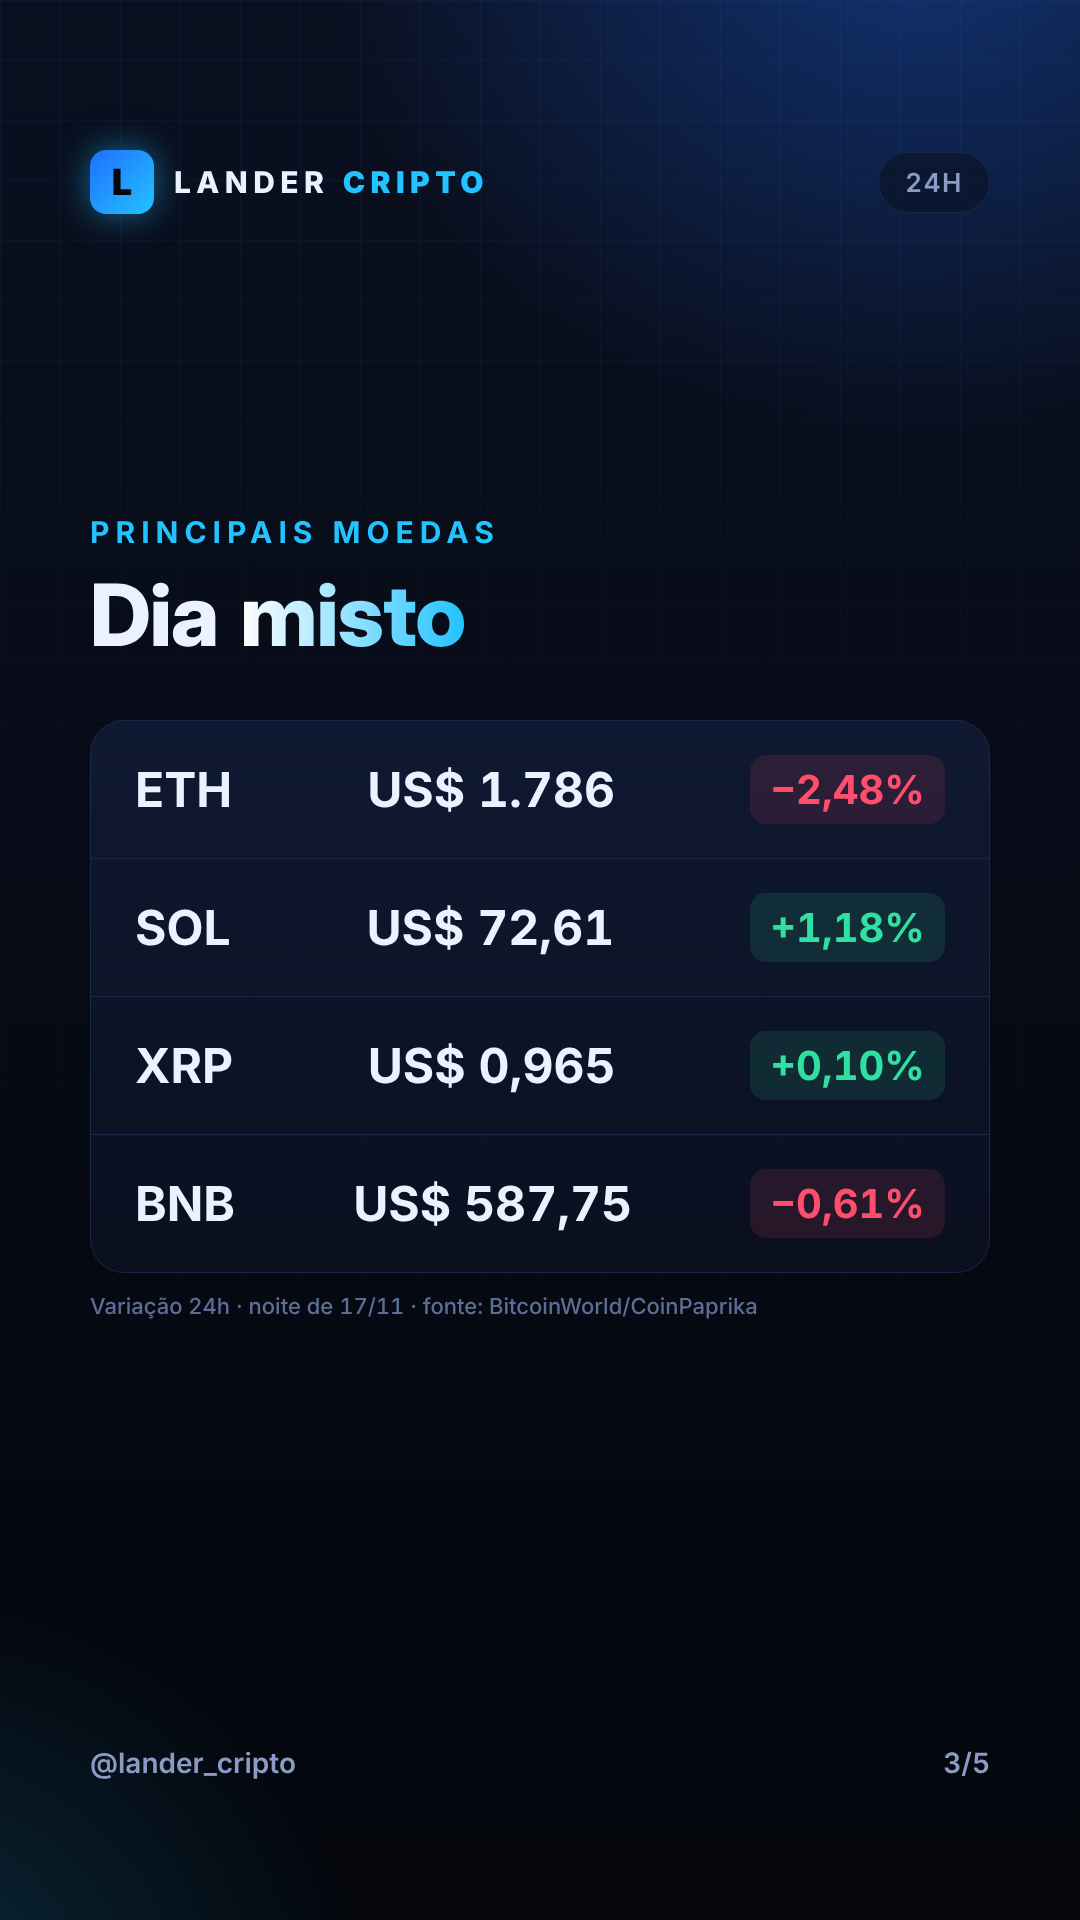 L LANDER CRIPTO 24H
PRINCIPAIS MOEDAS
Dia misto
ETH US$ 1.786 −2,48%
SOL US$ 72,61 +1,18%
XRP US$ 0,965 +0,10%
BNB US$ 587,75 −0,61%
Variação 24h · noite de 17/11 · fonte: BitcoinWorld/CoinPaprika
@lander_cripto 3/5